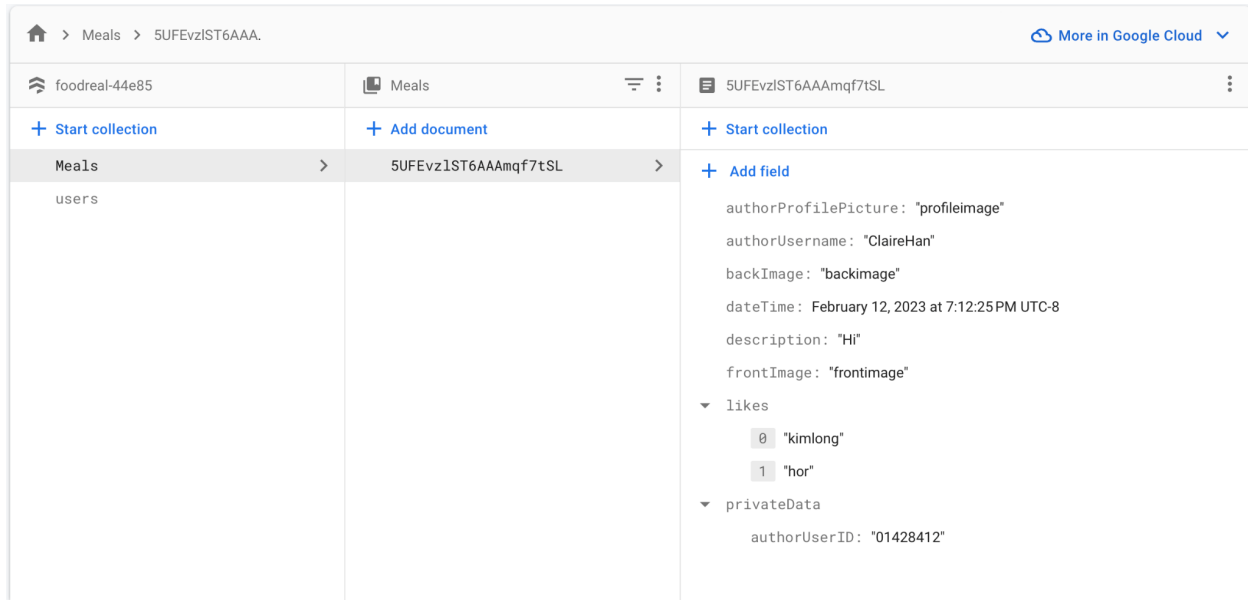 Meals 5UFEvzlST6AAA.
More in Google Cloud
foodreal-44e85
Start collection
Meals
users
Meals
Add document
5UFEvzlST6AAAmqf7tSL
5UFEvzlST6AAAmqf7tSL
Start collection
Add field
authorProfilePicture: "profileimage"
authorUsername: "ClaireHan"
backImage: "backimage"
dateTime: February 12, 2023 at 7:12:25 PM UTC-8
description: "Hi"
frontImage: "frontimage"
likes
0 "kimlong"
1 "hor"
privateData
authorUserID: "01428412"